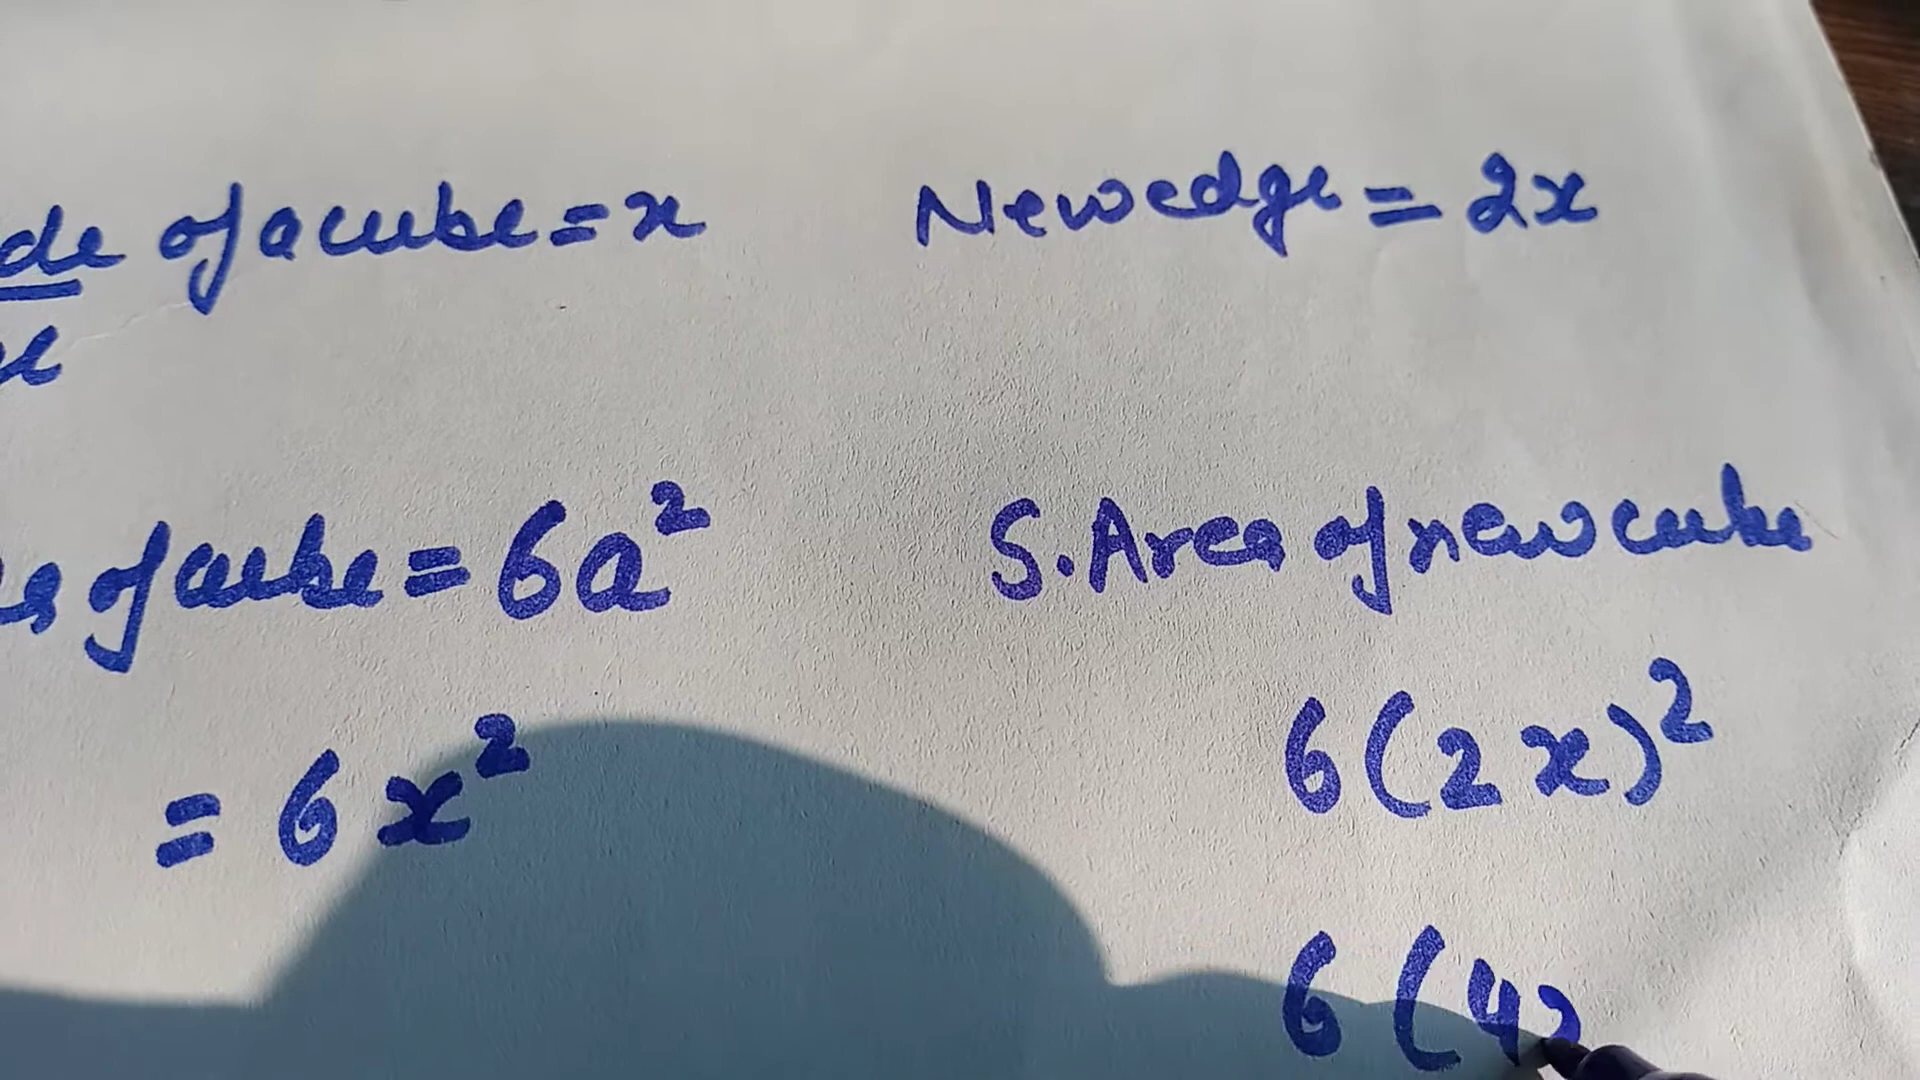 de of a cube = x
New edge = 2x
x
of cube = 6a²
S. Area of new cube
= 6x²
6(2x)²
6(4